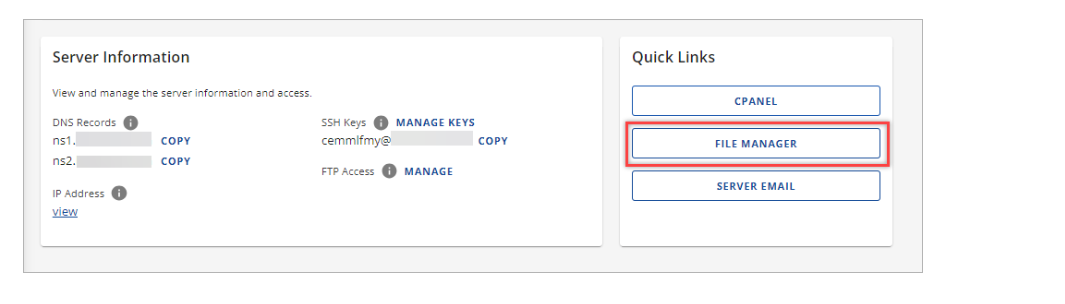 Server Information
View and manage the server information and access.
DNS Records
ns1. COPY
ns2. COPY
IP Address
view
SSH Keys MANAGE KEYS
cemmlfmy@ COPY
FTP Access MANAGE
Quick Links
CPANEL
FILE MANAGER
SERVER EMAIL